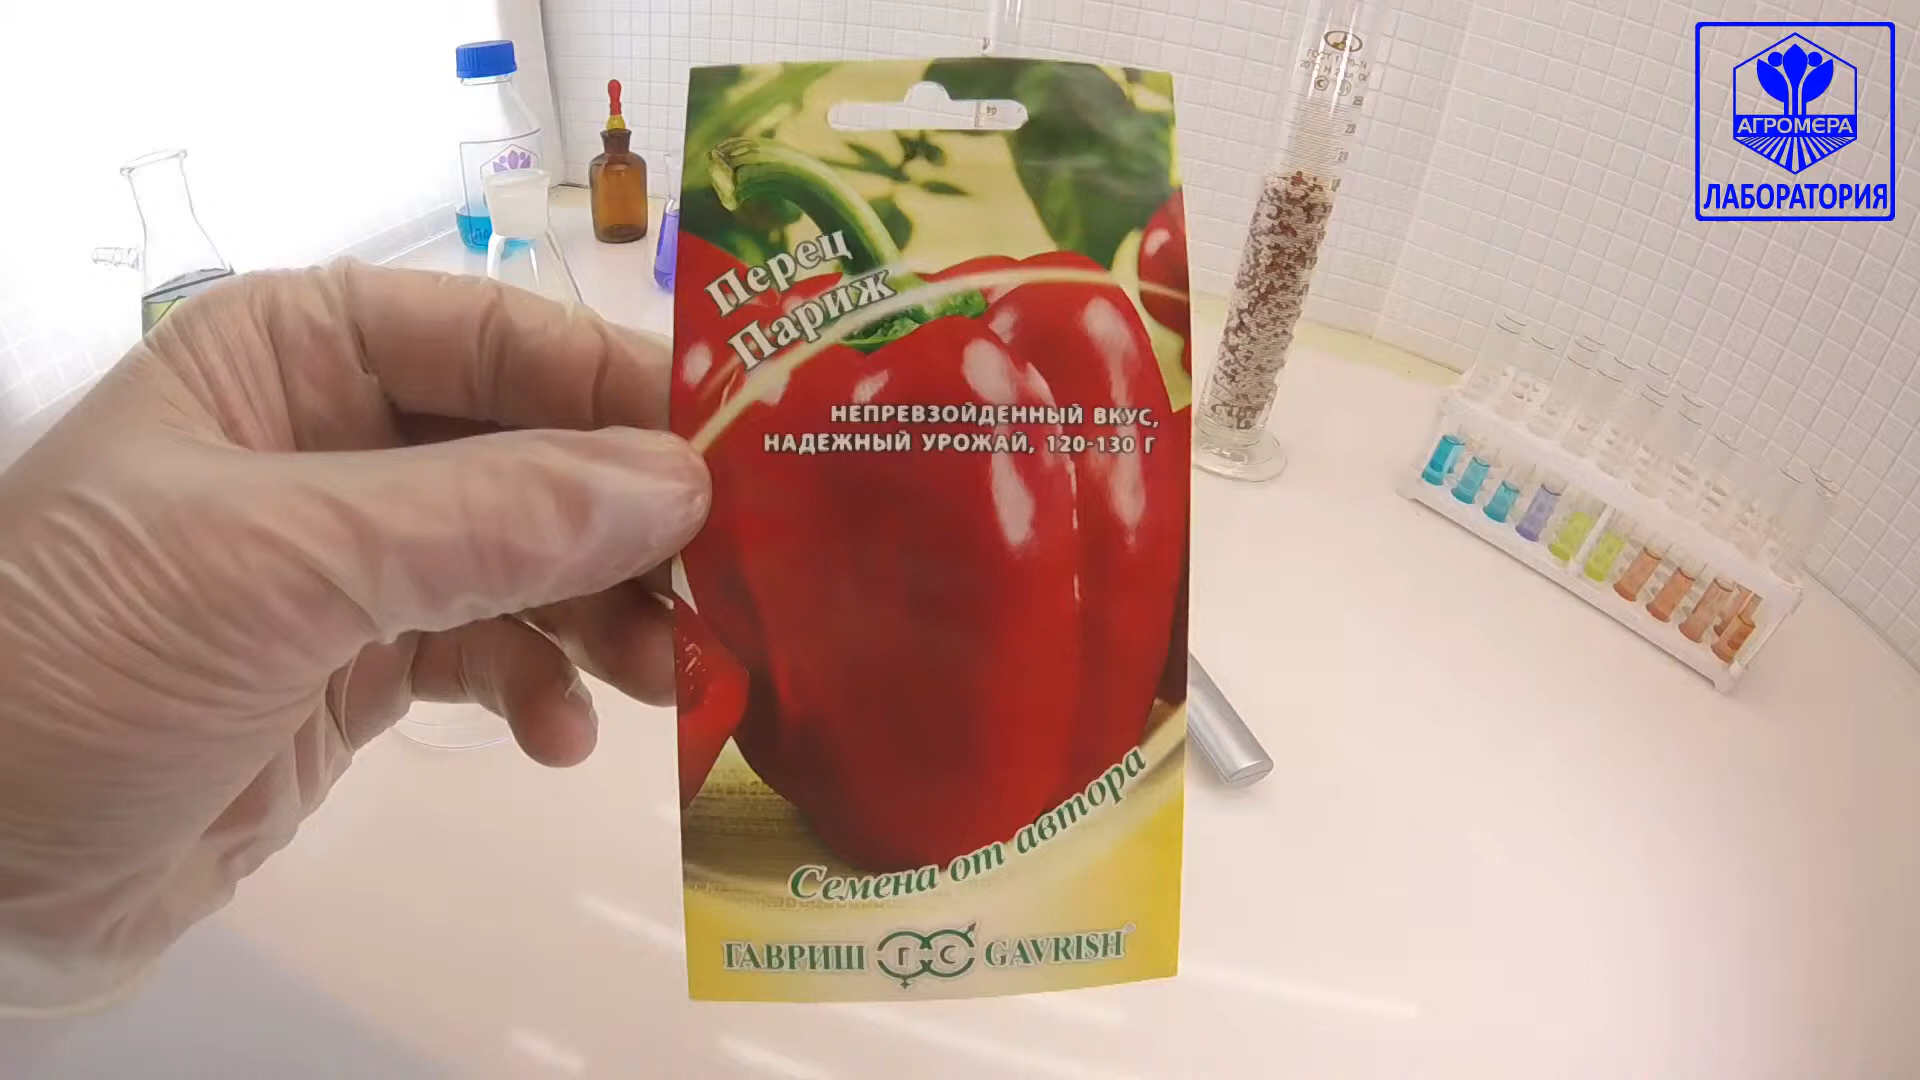 АГРОМЕРА
ЛАБОРАТОРИЯ
Перец
Париж
НЕПРЕВЗОЙДЕННЫЙ ВКУС,
НАДЕЖНЫЙ УРОЖАЙ, 120-130 Г
Семена от автора
ГАВРИШ ГС GAVRISH®